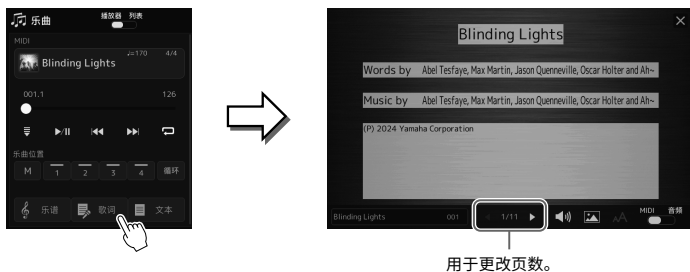 乐曲
播放器 列表
MIDI
Blinding Lights
♩=170 4/4
001.1 126
乐曲位置
M 1 2 3 4 循环
乐谱 歌词 文本
Blinding Lights
Words by Abel Tesfaye, Max Martin, Jason Quenneville, Oscar Holter and Ah~
Music by Abel Tesfaye, Max Martin, Jason Quenneville, Oscar Holter and Ah~
(P) 2024 Yamaha Corporation
Blinding Lights 001 1/11 AA MIDI 音频
用于更改页数。